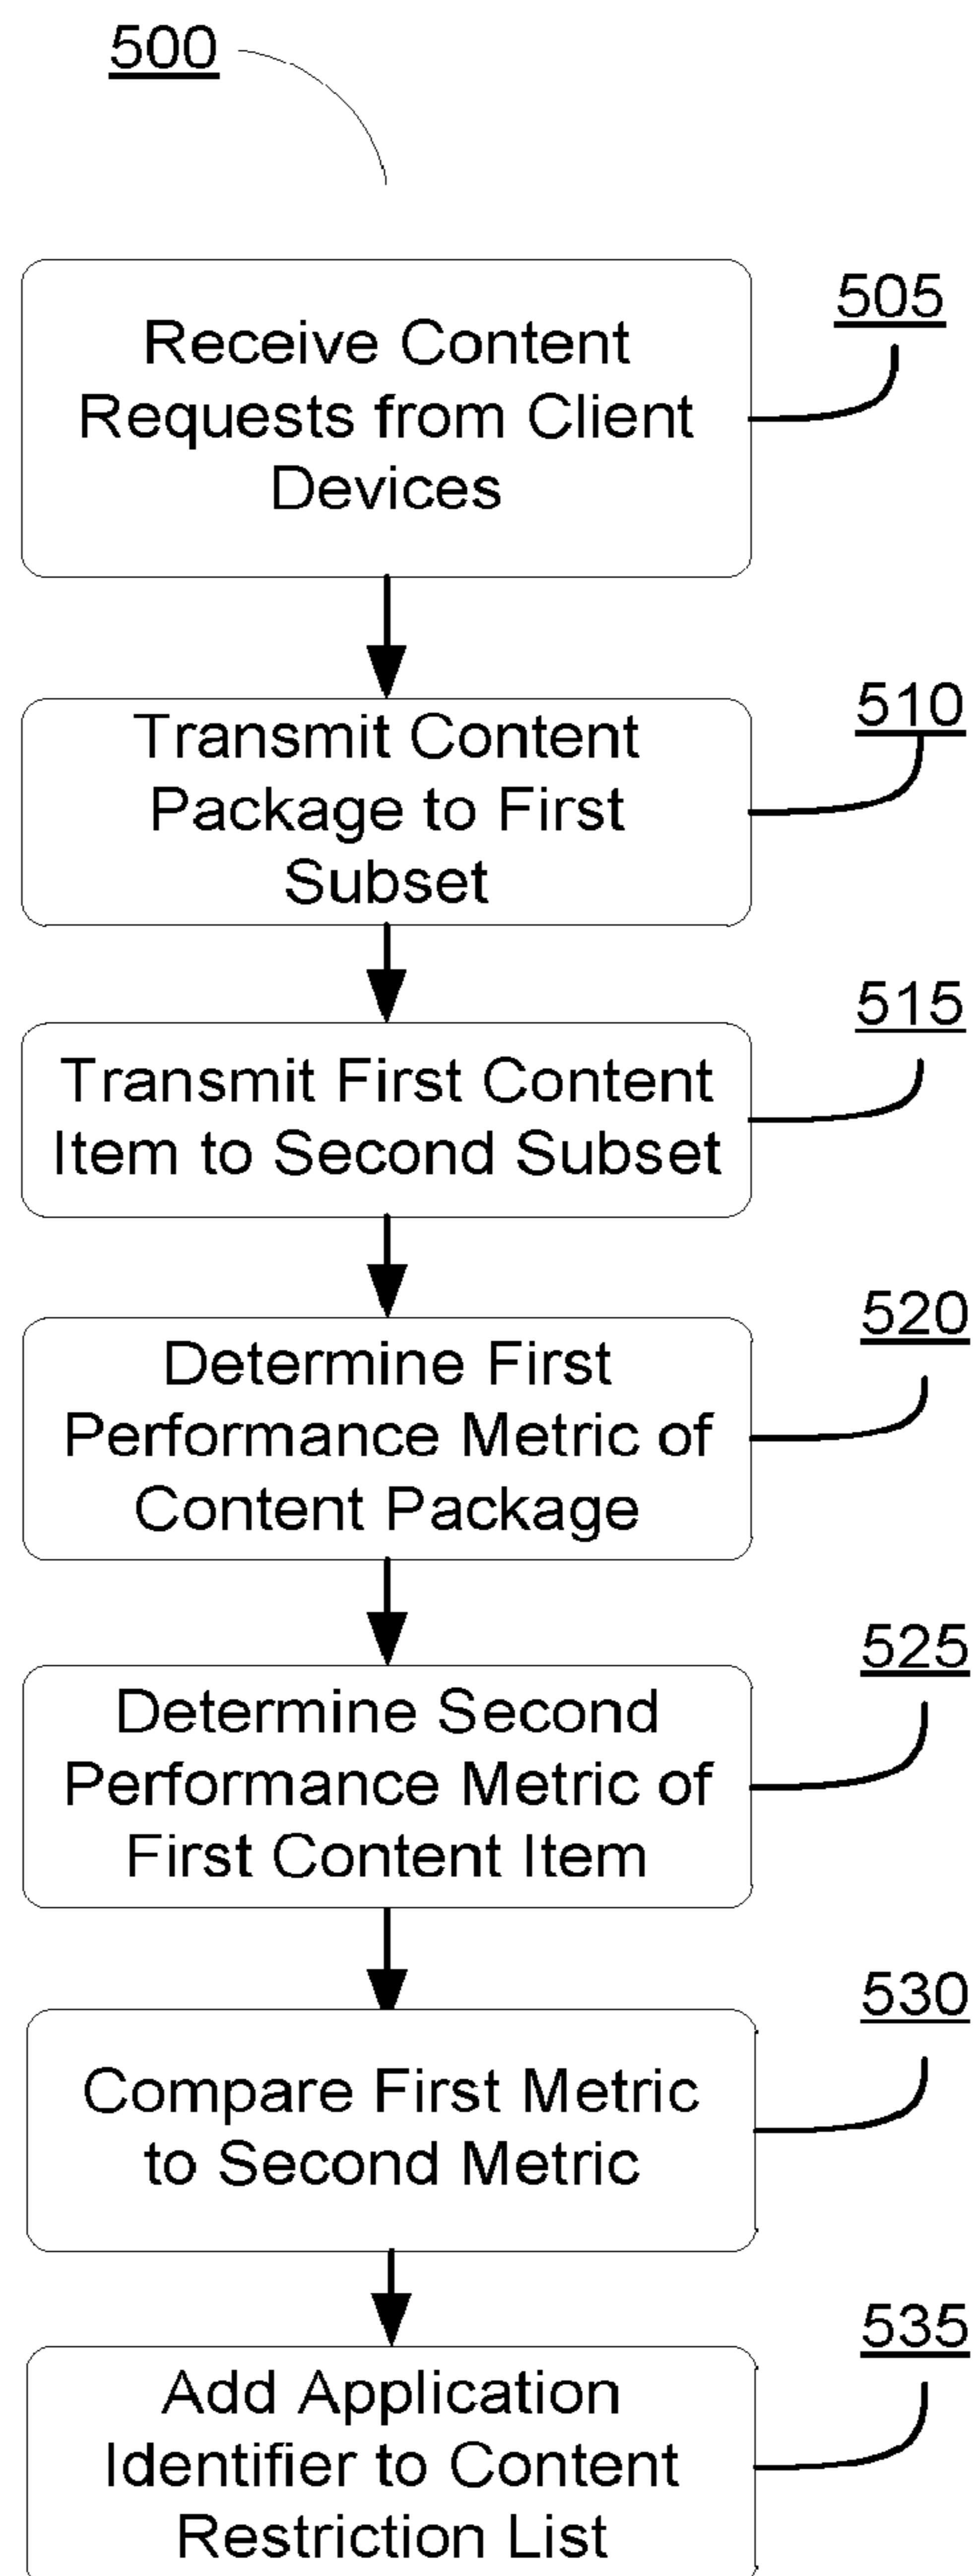 500
505
Receive Content
Requests from Client
Devices
510
Transmit Content
Package to First
Subset
515
Transmit First Content
Item to Second Subset
520
Determine First
Performance Metric of
Content Package
525
Determine Second
Performance Metric of
First Content Item
530
Compare First Metric
to Second Metric
535
Add Application
Identifier to Content
Restriction List